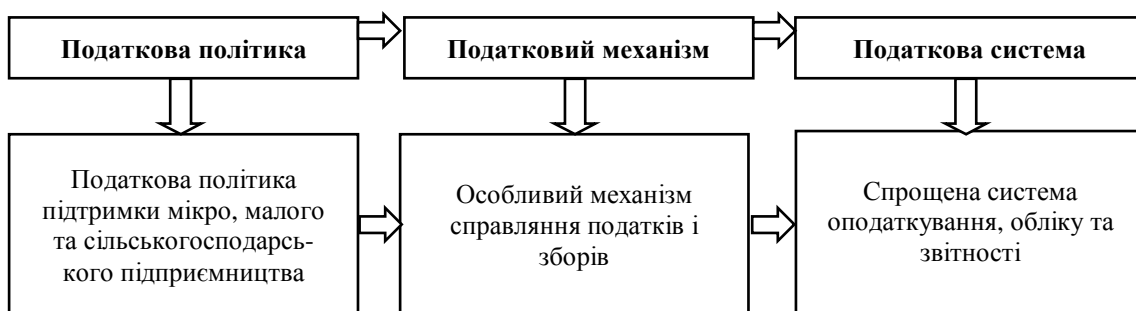 Податкова політика
Податковий механізм
Податкова система
Податкова політика
підтримки мікро, малого
та сільськогосподарсь-
кого підприємництва
Особливий механізм
справляння податків і
зборів
Спрощена система
оподаткування, обліку та
звітності